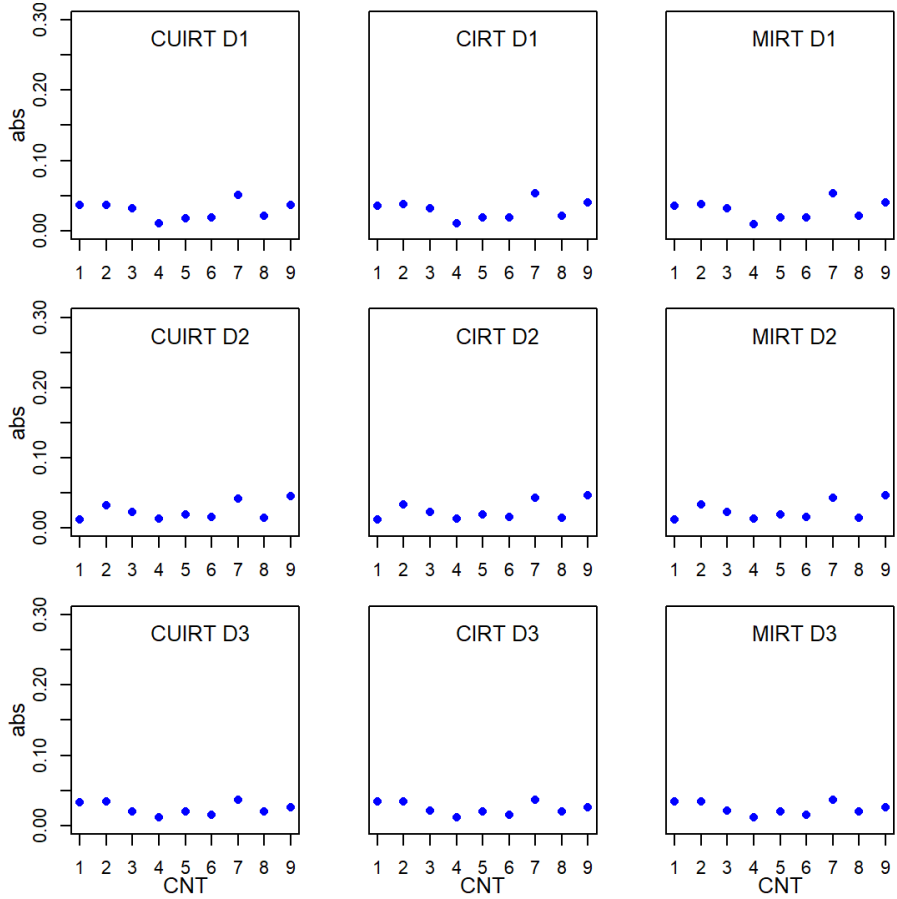 CUIRT D1 CIRT D1 MIRT D1
abs
0.00 0.10 0.20 0.30
1 2 3 4 5 6 7 8 9 1 2 3 4 5 6 7 8 9 1 2 3 4 5 6 7 8 9
CUIRT D2 CIRT D2 MIRT D2
abs
0.00 0.10 0.20 0.30
1 2 3 4 5 6 7 8 9 1 2 3 4 5 6 7 8 9 1 2 3 4 5 6 7 8 9
CUIRT D3 CIRT D3 MIRT D3
abs
0.00 0.10 0.20 0.30
1 2 3 4 5 6 7 8 9 1 2 3 4 5 6 7 8 9 1 2 3 4 5 6 7 8 9
CNT CNT CNT